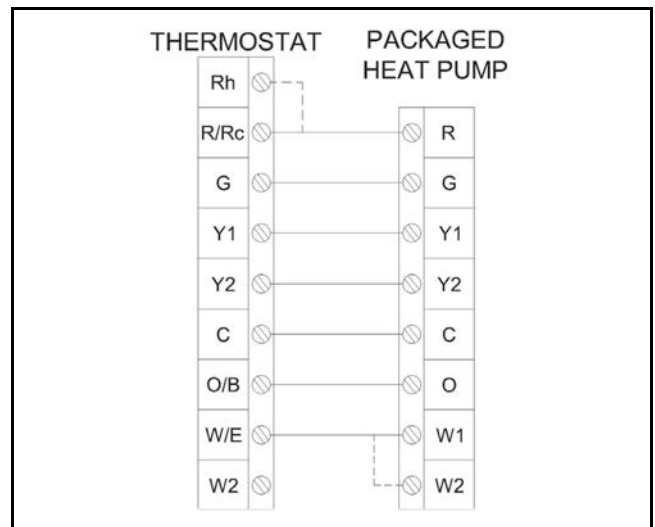 THERMOSTAT
PACKAGED
HEAT PUMP
Rh
R/Rc
R
G
G
Y1
Y1
Y2
Y2
C
C
O/B
O
W/E
W1
W2
W2